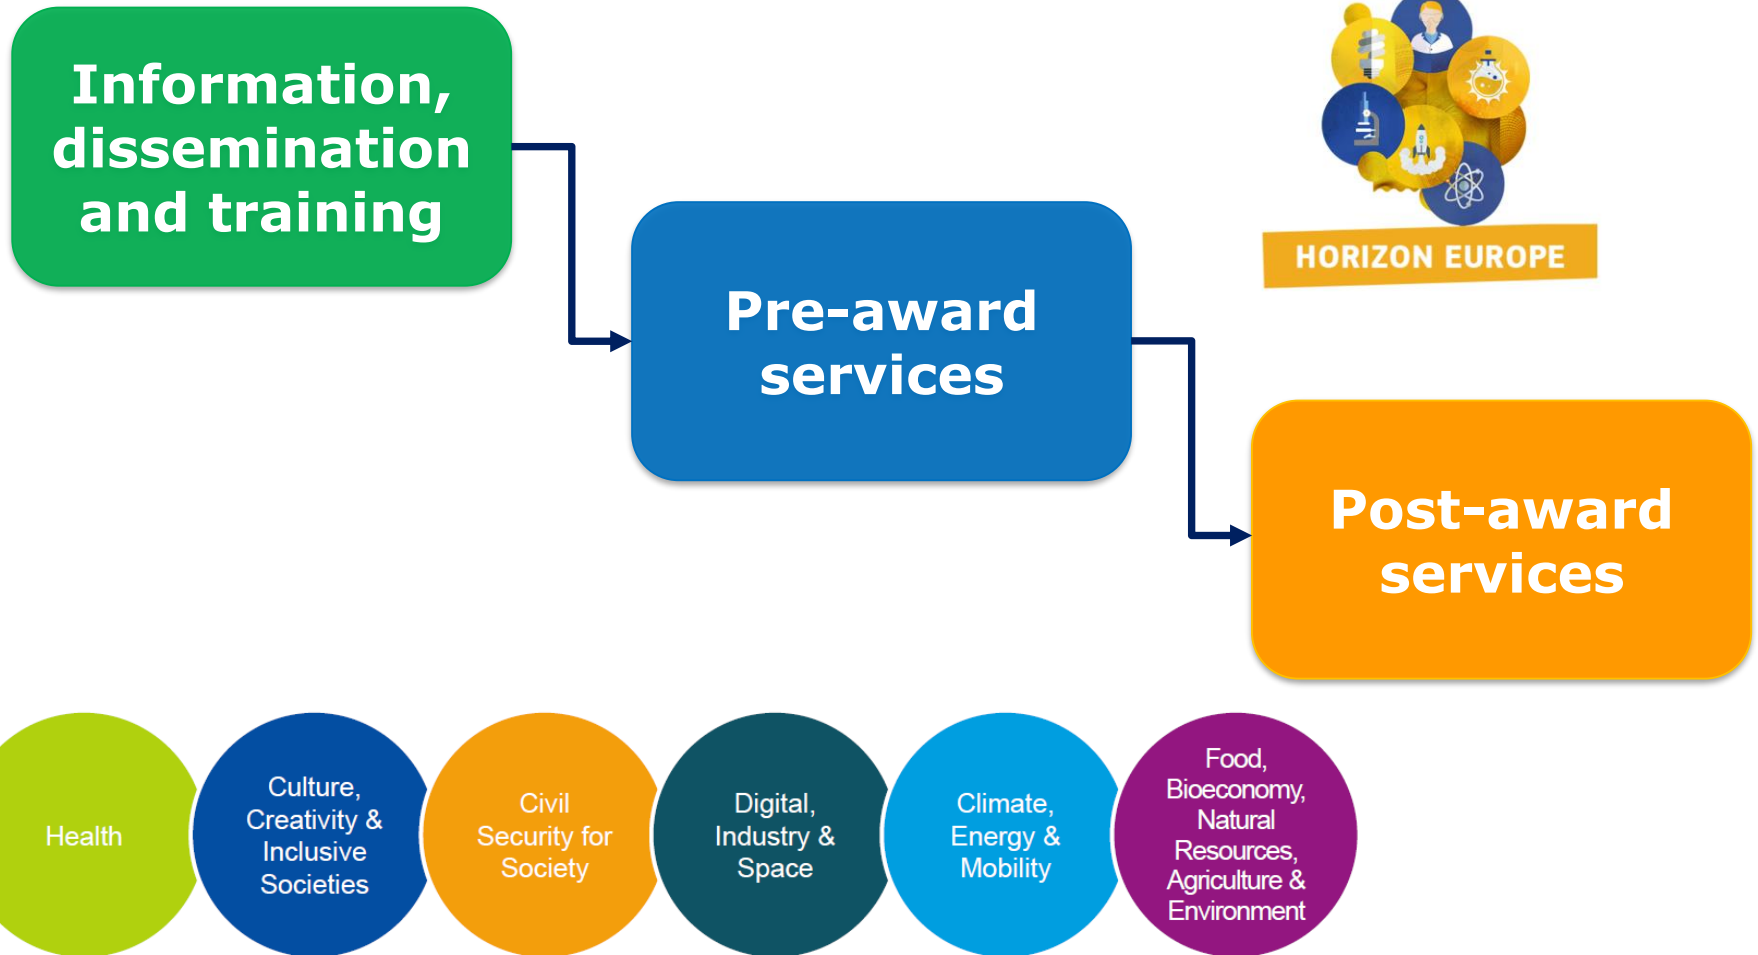 Information,
dissemination
and training
HORIZON EUROPE
Pre-award
services
Post-award
services
Health
Culture,
Creativity &
Inclusive
Societies
Civil
Security for
Society
Digital,
Industry &
Space
Climate,
Energy &
Mobility
Food,
Bioeconomy,
Natural
Resources,
Agriculture &
Environment